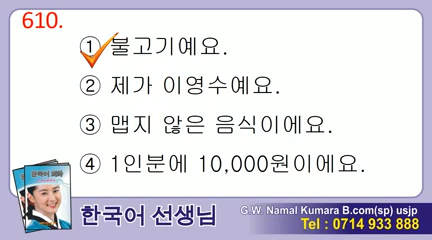 610.
① 불고기예요.
② 제가 이영수예요.
③ 맵지 않은 음식이에요.
④ 1인분에 10,000원이에요.
한국어 선생님
G.W. Namal Kumara B.com(sp) usjp
Tel : 0714 933 888